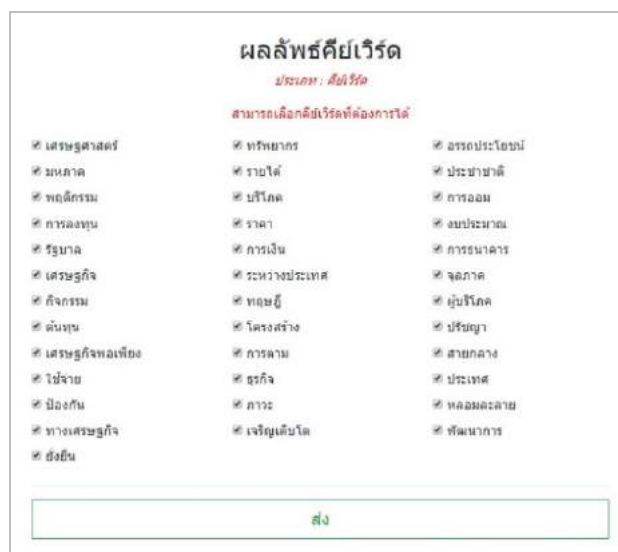 ผลลัพธ์คีย์เวิร์ด
ประเภท : คีย์เวิร์ด
สามารถเลือกคีย์เวิร์ดที่ต้องการได้
เศรษฐศาสตร์ ทรัพยากร อรรถประโยชน์
มหภาค รายได้ ประชาชาติ
พฤติกรรม บริโภค การออม
การลงทุน ราคา งบประมาณ
รัฐบาล การเงิน การธนาคาร
เศรษฐกิจ ระหว่างประเทศ จุลภาค
กิจกรรม ทฤษฎี ผู้บริโภค
ต้นทุน โครงสร้าง ปรัชญา
เศรษฐกิจพอเพียง การตาม สายกลาง
ใช้จ่าย ธุรกิจ ประเทศ
ป้องกัน ภาวะ หลอมละลาย
ทางเศรษฐกิจ เจริญเติบโต พัฒนาการ
ยั่งยืน
ส่ง